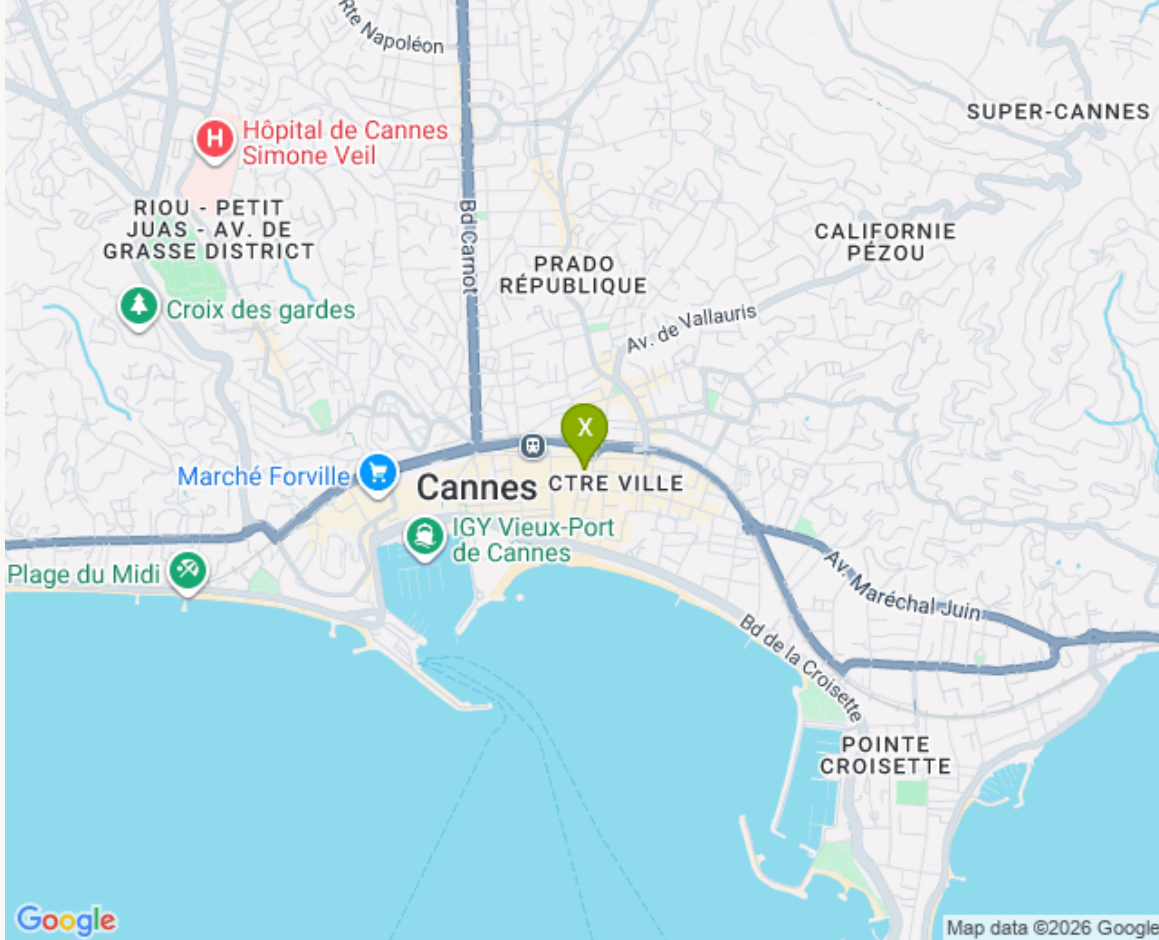 Rte Napoléon
SUPER-CANNES
H
Hôpital de Cannes
Simone Veil
Bd Carnot
RIOU - PETIT
JUAS - AV. DE
GRASSE DISTRICT
CALIFORNIE
PÉZOU
PRADO
RÉPUBLIQUE
Croix des gardes
Av. de Vallauris
X
Marché Forville
Cannes
CTRE VILLE
IGY Vieux-Port
de Cannes
Plage du Midi
Av. Maréchal Juin
Bd de la Croisette
POINTE
CROISETTE
Google
Map data ©2026 Google